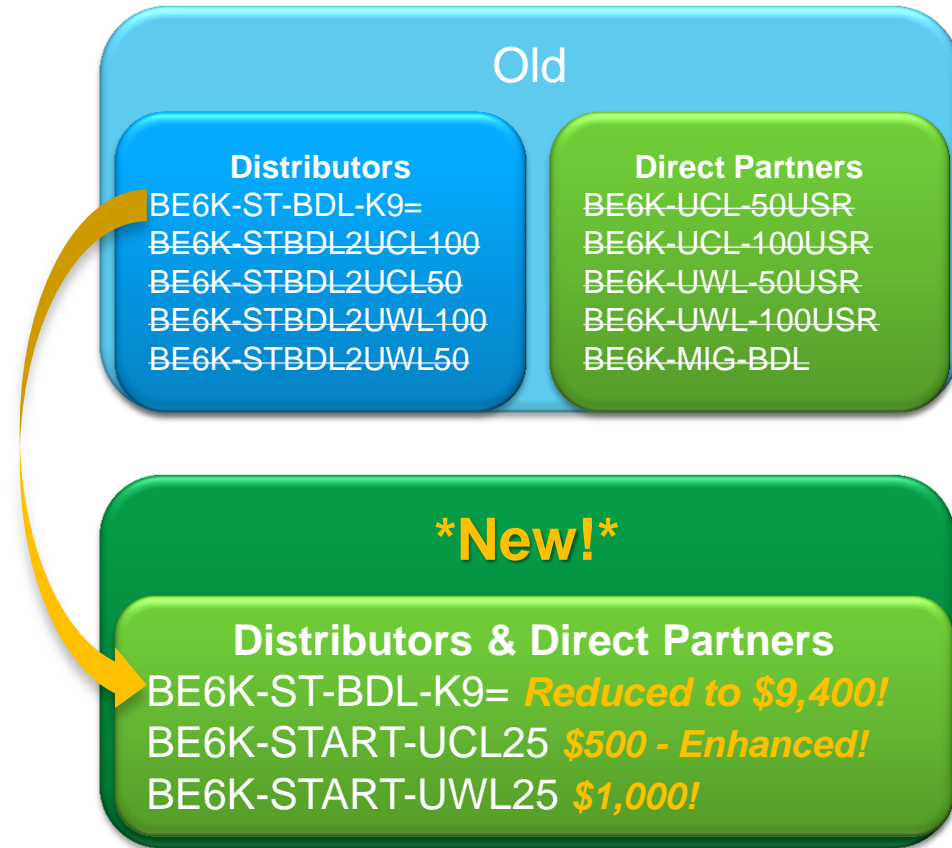 Old
Distributors
BE6K-ST-BDL-K9=
BE6K-STBDL2UCL100
BE6K-STBDL2UCL50
BE6K-STBDL2UWL100
BE6K-STBDL2UWL50
Direct Partners
BE6K-UCL-50USR
BE6K-UCL-100USR
BE6K-UWL-50USR
BE6K-UWL-100USR
BE6K-MIG-BDL
*New!*
Distributors & Direct Partners
BE6K-ST-BDL-K9= Reduced to $9,400!
BE6K-START-UCL25 $500 - Enhanced!
BE6K-START-UWL25 $1,000!